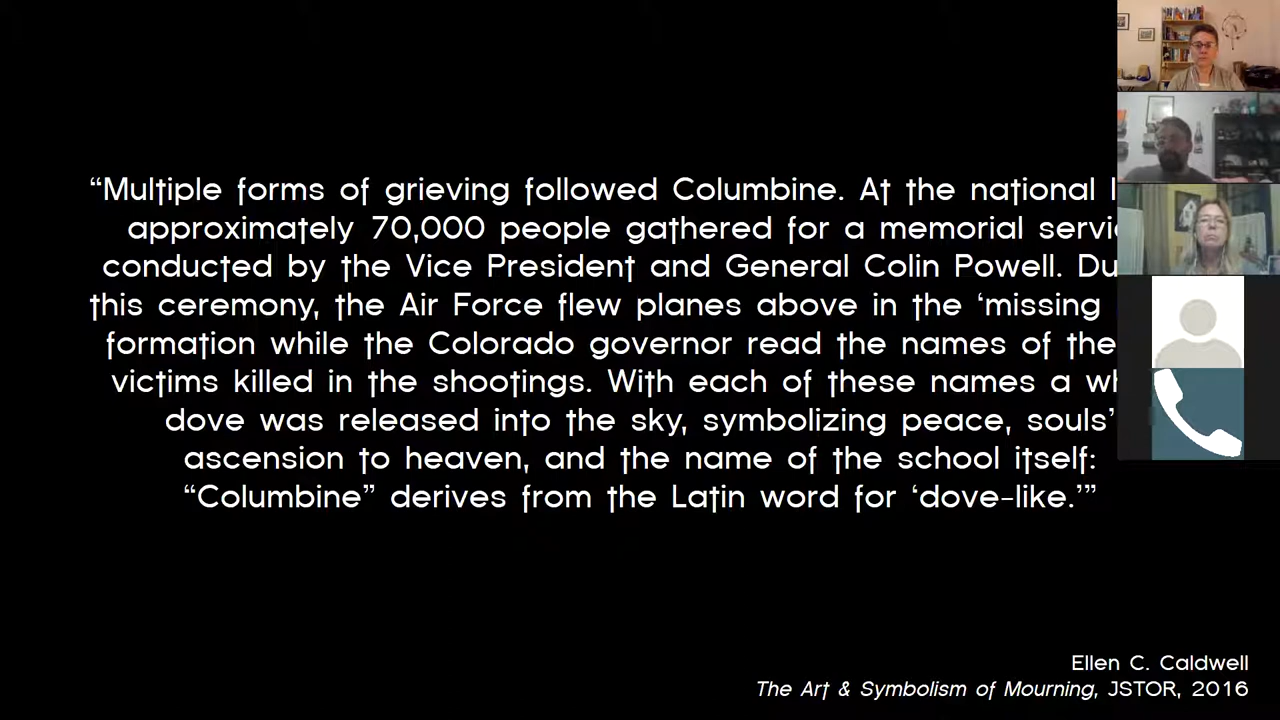 “Multiple forms of grieving followed Columbine. At the national
approximately 70,000 people gathered for a memorial
conducted by the Vice President and General Colin Powell.
this ceremony, the Air Force flew planes above in the ‘missing
formation while the Colorado governor read the names of the
victims killed in the shootings. With each of these names a
dove was released into the sky, symbolizing peace, souls’
ascension to heaven, and the name of the school itself:
“Columbine” derives from the Latin word for ‘dove-like.’”
Ellen C. Caldwell
The Art & Symbolism of Mourning, JSTOR, 2016